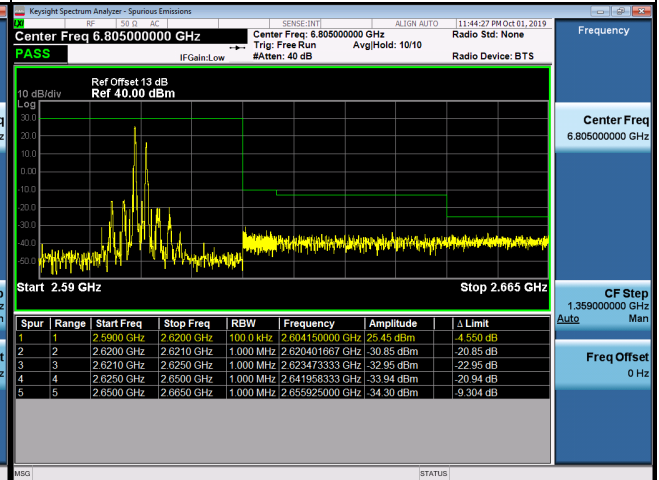 Keysight Spectrum Analyzer - Spurious Emissions
LXI RF 50 Ω AC SENSE:INT ALIGN AUTO 11:44:27 PM Oct 01, 2019
Center Freq 6.805000000 GHz
Center Freq: 6.805000000 GHz Radio Std: None
Trig: Free Run Avg|Hold: 10/10
PASS
IFGain:Low #Atten: 40 dB Radio Device: BTS
Ref Offset 13 dB
10 dB/div Ref 40.00 dBm
Log
30.0
20.0
10.0
0.00
-10.0
-20.0
-30.0
-40.0
-50.0
Start 2.59 GHz Stop 2.665 GHz
Spur Range Start Freq Stop Freq RBW Frequency Amplitude Δ Limit
1 1 2.5900 GHz 2.6200 GHz 100.0 kHz 2.604150000 GHz 25.45 dBm -4.550 dB
2 2 2.6200 GHz 2.6210 GHz 1.000 MHz 2.620401667 GHz -30.85 dBm -20.85 dB
3 3 2.6210 GHz 2.6250 GHz 1.000 MHz 2.623473333 GHz -32.95 dBm -22.95 dB
4 4 2.6250 GHz 2.6500 GHz 1.000 MHz 2.641958333 GHz -33.94 dBm -20.94 dB
5 5 2.6500 GHz 2.6650 GHz 1.000 MHz 2.655925000 GHz -34.30 dBm -9.304 dB
MSG STATUS
Frequency
Center Freq
6.805000000 GHz
CF Step
1.359000000 GHz
Auto Man
Freq Offset
0 Hz